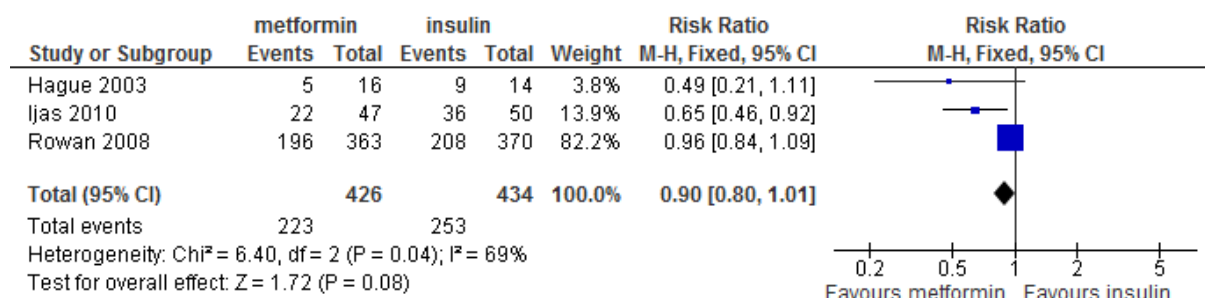 metformin insulin Risk Ratio Risk Ratio
Study or Subgroup Events Total Events Total Weight M-H, Fixed, 95% CI M-H, Fixed, 95% CI
Hague 2003 5 16 9 14 3.8% 0.49 [0.21, 1.11]
Ijas 2010 22 47 36 50 13.9% 0.65 [0.46, 0.92]
Rowan 2008 196 363 208 370 82.2% 0.96 [0.84, 1.09]
Total (95% CI) 426 434 100.0% 0.90 [0.80, 1.01]
Total events 223 253
Heterogeneity: Chi² = 6.40, df = 2 (P = 0.04); I² = 69%
Test for overall effect: Z = 1.72 (P = 0.08)
0.2 0.5 1 2 5
Favours metformin Favours insulin